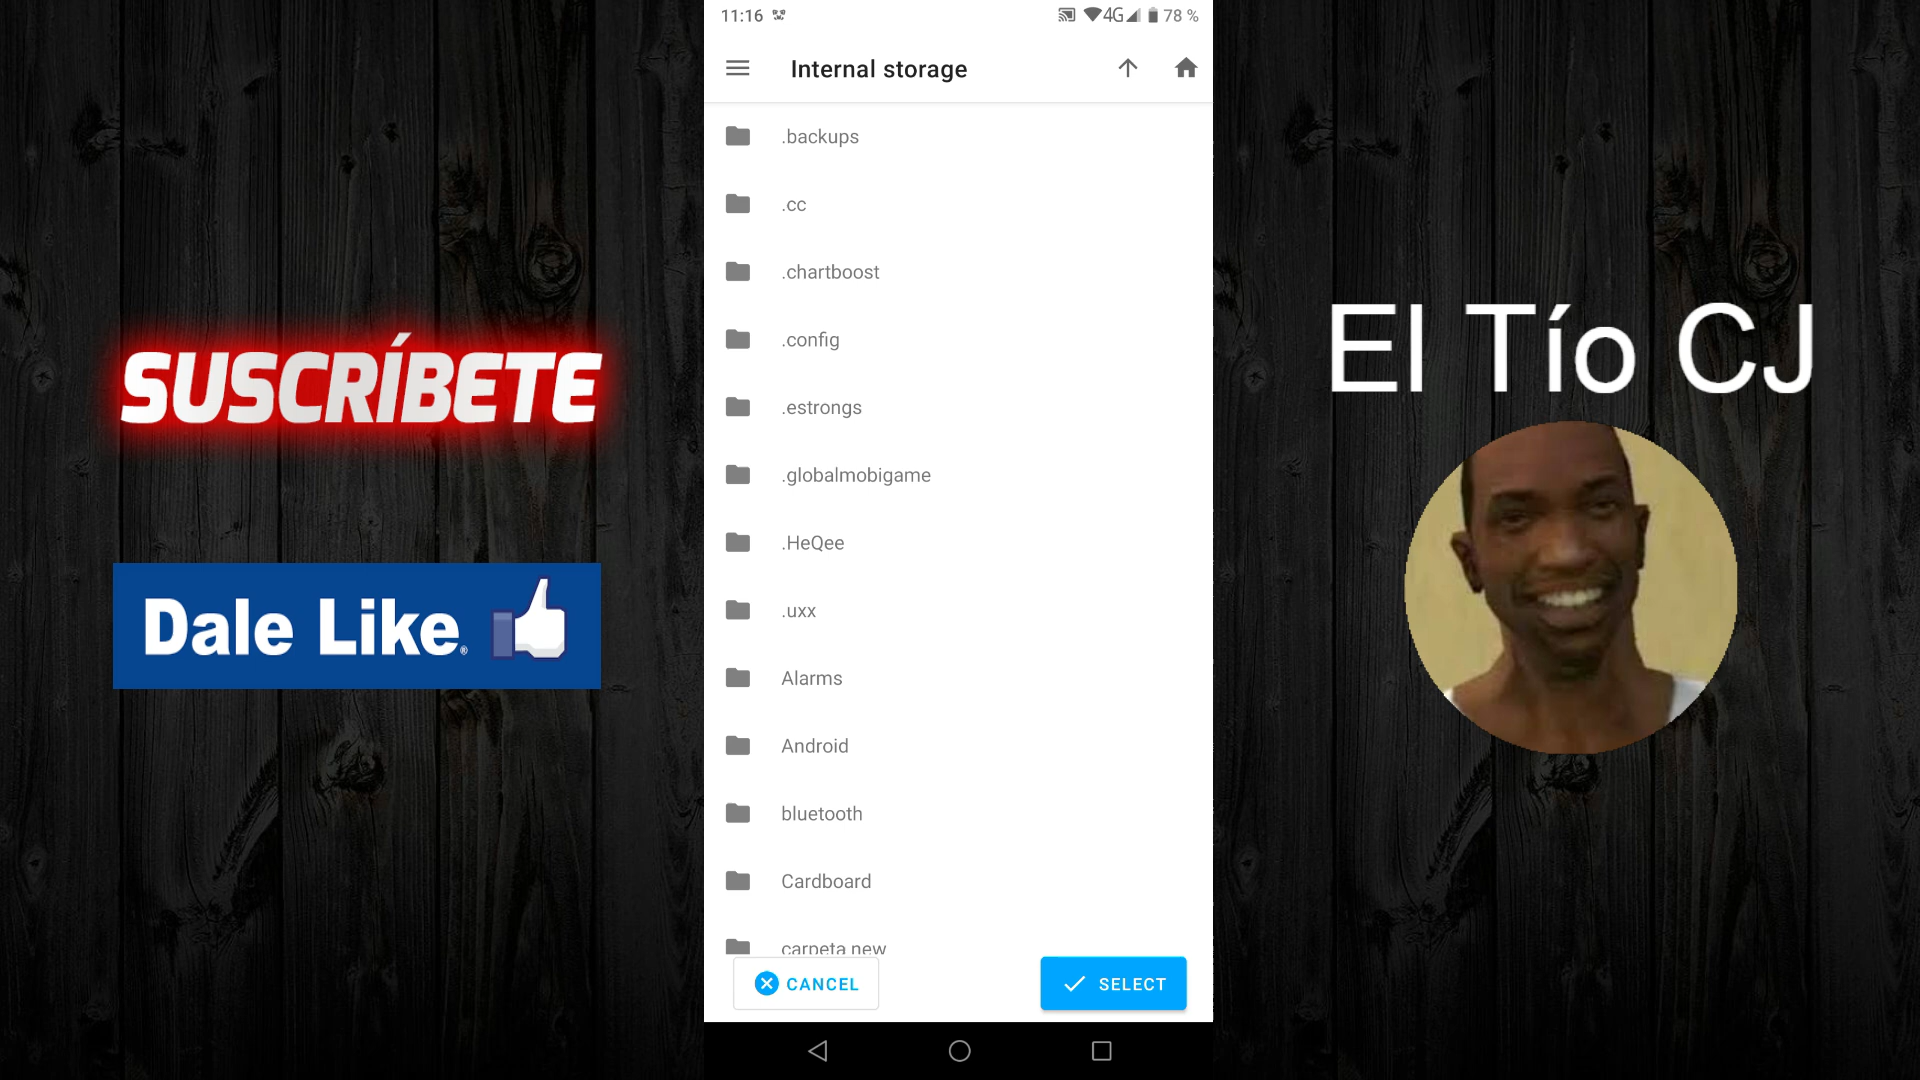 11:16
4G
78 %
Internal storage
.backups
.cc
.chartboost
.config
.estrongs
.globalmobigame
.HeQee
.uxx
Alarms
Android
bluetooth
Cardboard
carpeta new
CANCEL
SELECT
SUSCRÍBETE
Dale Like®
El Tío CJ